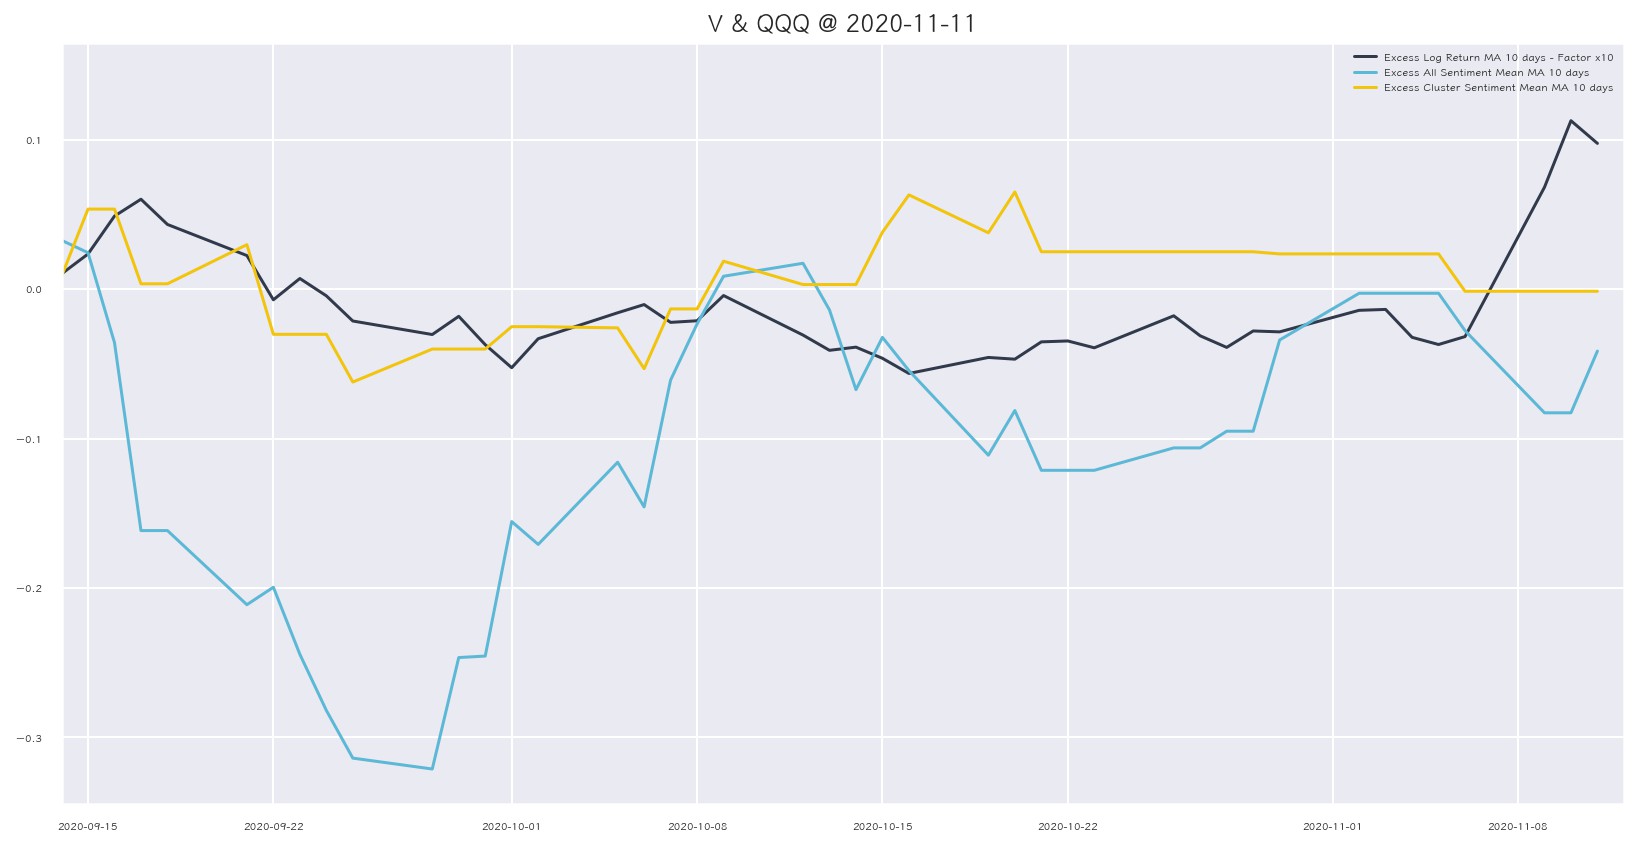 V & QQQ @ 2020-11-11
Excess Log Return MA 10 days - Factor x10
Excess All Sentiment Mean MA 10 days
Excess Cluster Sentiment Mean MA 10 days
0.1
0.0
−0.1
−0.2
−0.3
2020-09-15 2020-09-22 2020-10-01 2020-10-08 2020-10-15 2020-10-22 2020-11-01 2020-11-08